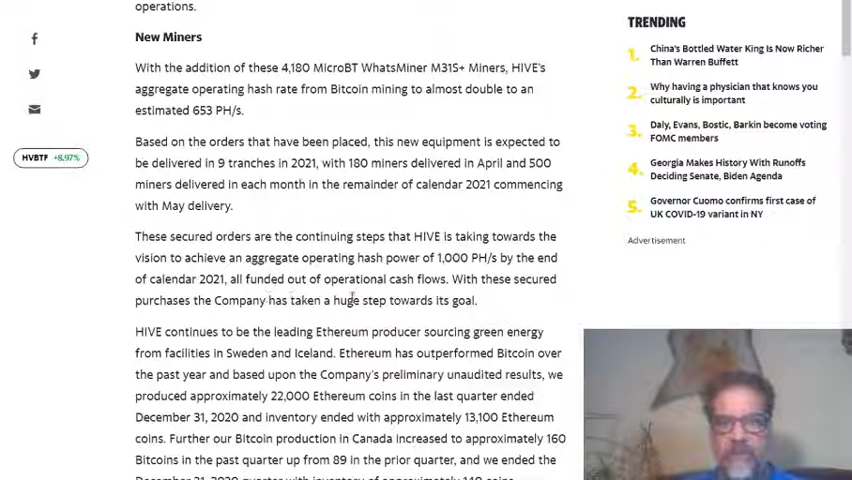 operations.
New Miners
With the addition of these 4,180 MicroBT WhatsMiner M31S+ Miners, HIVE's
aggregate operating hash rate from Bitcoin mining to almost double to an
estimated 653 PH/s.
HVBTF +8.97%
Based on the orders that have been placed, this new equipment is expected to
be delivered in 9 tranches in 2021, with 180 miners delivered in April and 500
miners delivered in each month in the remainder of calendar 2021 commencing
with May delivery.
These secured orders are the continuing steps that HIVE is taking towards the
vision to achieve an aggregate operating hash power of 1,000 PH/s by the end
of calendar 2021, all funded out of operational cash flows. With these secured
purchases the Company has taken a huge step towards its goal.
HIVE continues to be the leading Ethereum producer sourcing green energy
from facilities in Sweden and Iceland. Ethereum has outperformed Bitcoin over
the past year and based upon the Company's preliminary unaudited results, we
produced approximately 22,000 Ethereum coins in the last quarter ended
December 31, 2020 and inventory ended with approximately 13,100 Ethereum
coins. Further our Bitcoin production in Canada increased to approximately 160
Bitcoins in the past quarter up from 89 in the prior quarter, and we ended the
December 31, 2020 quarter with inventory of approximately 140 coins.
TRENDING
1. China's Bottled Water King Is Now Richer
Than Warren Buffett
2. Why having a physician that knows you
culturally is important
3. Daly, Evans, Bostic, Barkin become voting
FOMC members
4. Georgia Makes History With Runoffs
Deciding Senate, Biden Agenda
5. Governor Cuomo confirms first case of
UK COVID-19 variant in NY
Advertisement